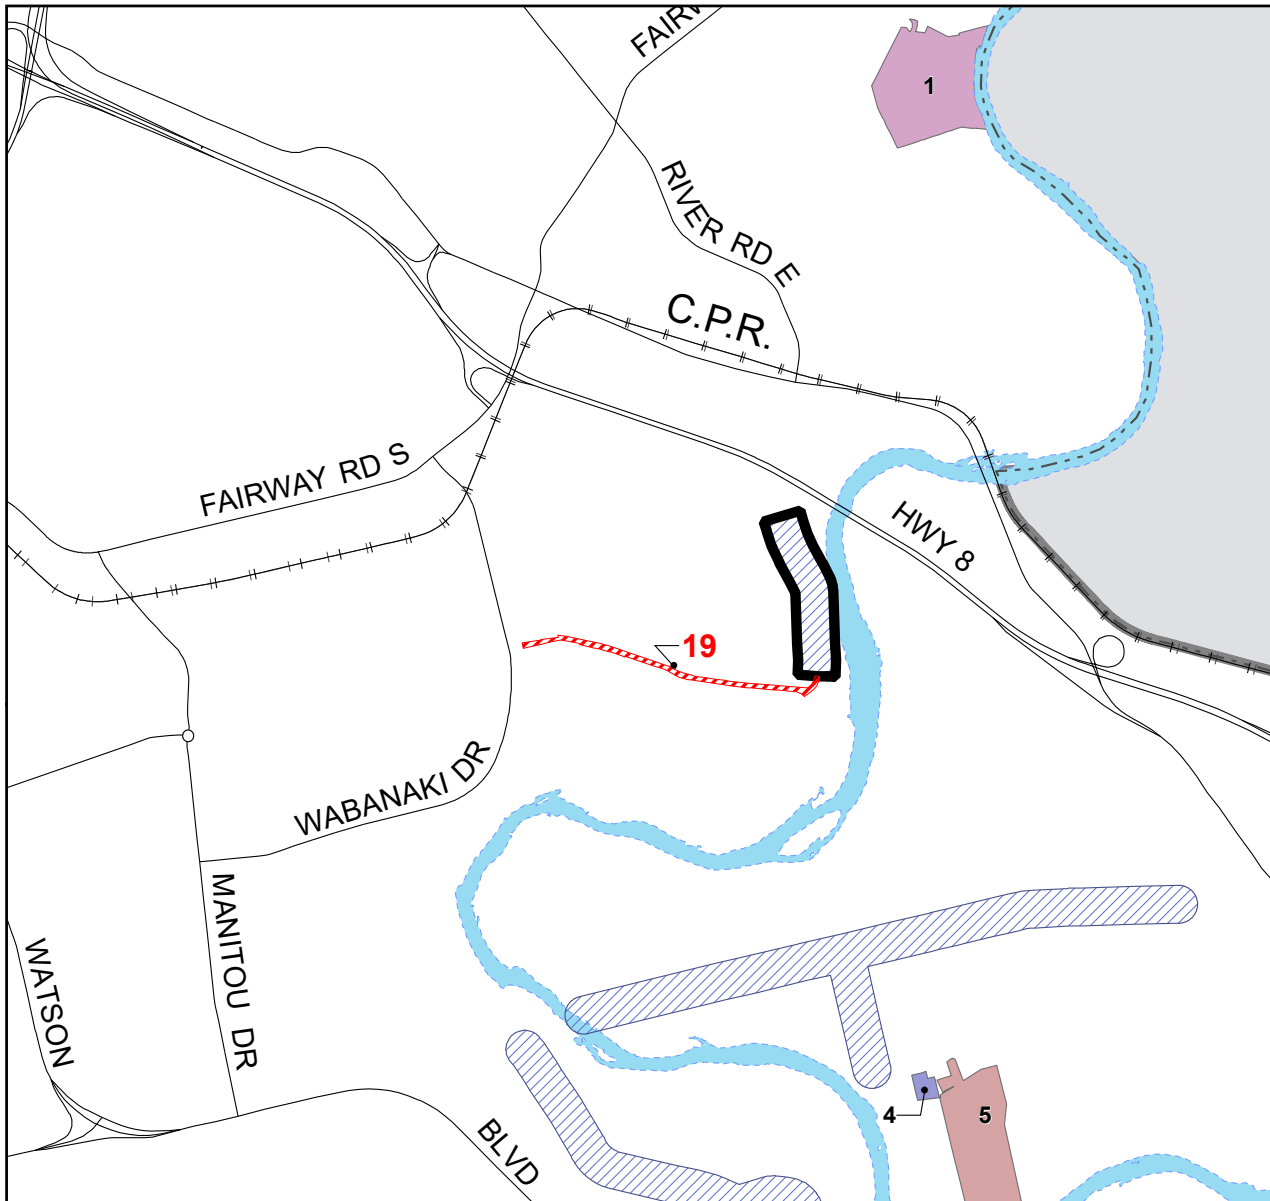 FAIRW
1
RIVER RD E
C.P.R.
FAIRWAY RD S
HWY 8
19
WABANAKI DR
MANITOU DR
WATSON
4
5
BLVD